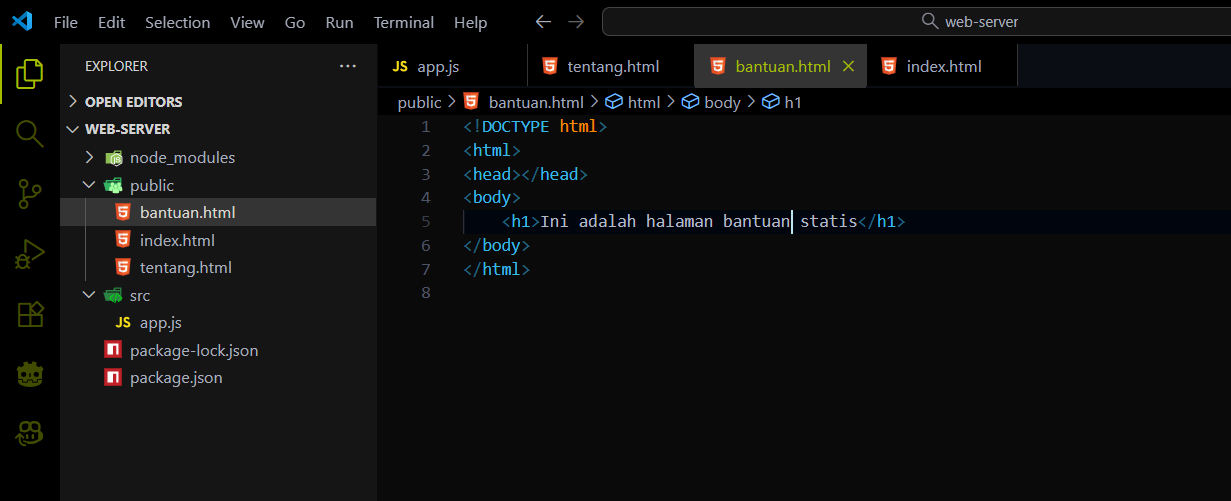 File Edit Selection View Go Run Terminal Help web-server
EXPLORER ···
JS app.js tentang.html bantuan.html index.html
public > bantuan.html > html > body > h1
OPEN EDITORS
WEB-SERVER
node_modules
public
bantuan.html
index.html
tentang.html
src
JS app.js
package-lock.json
package.json
1 <!DOCTYPE html>
2 <html>
3 <head></head>
4 <body>
5 <h1>Ini adalah halaman bantuan statis</h1>
6 </body>
7 </html>
8